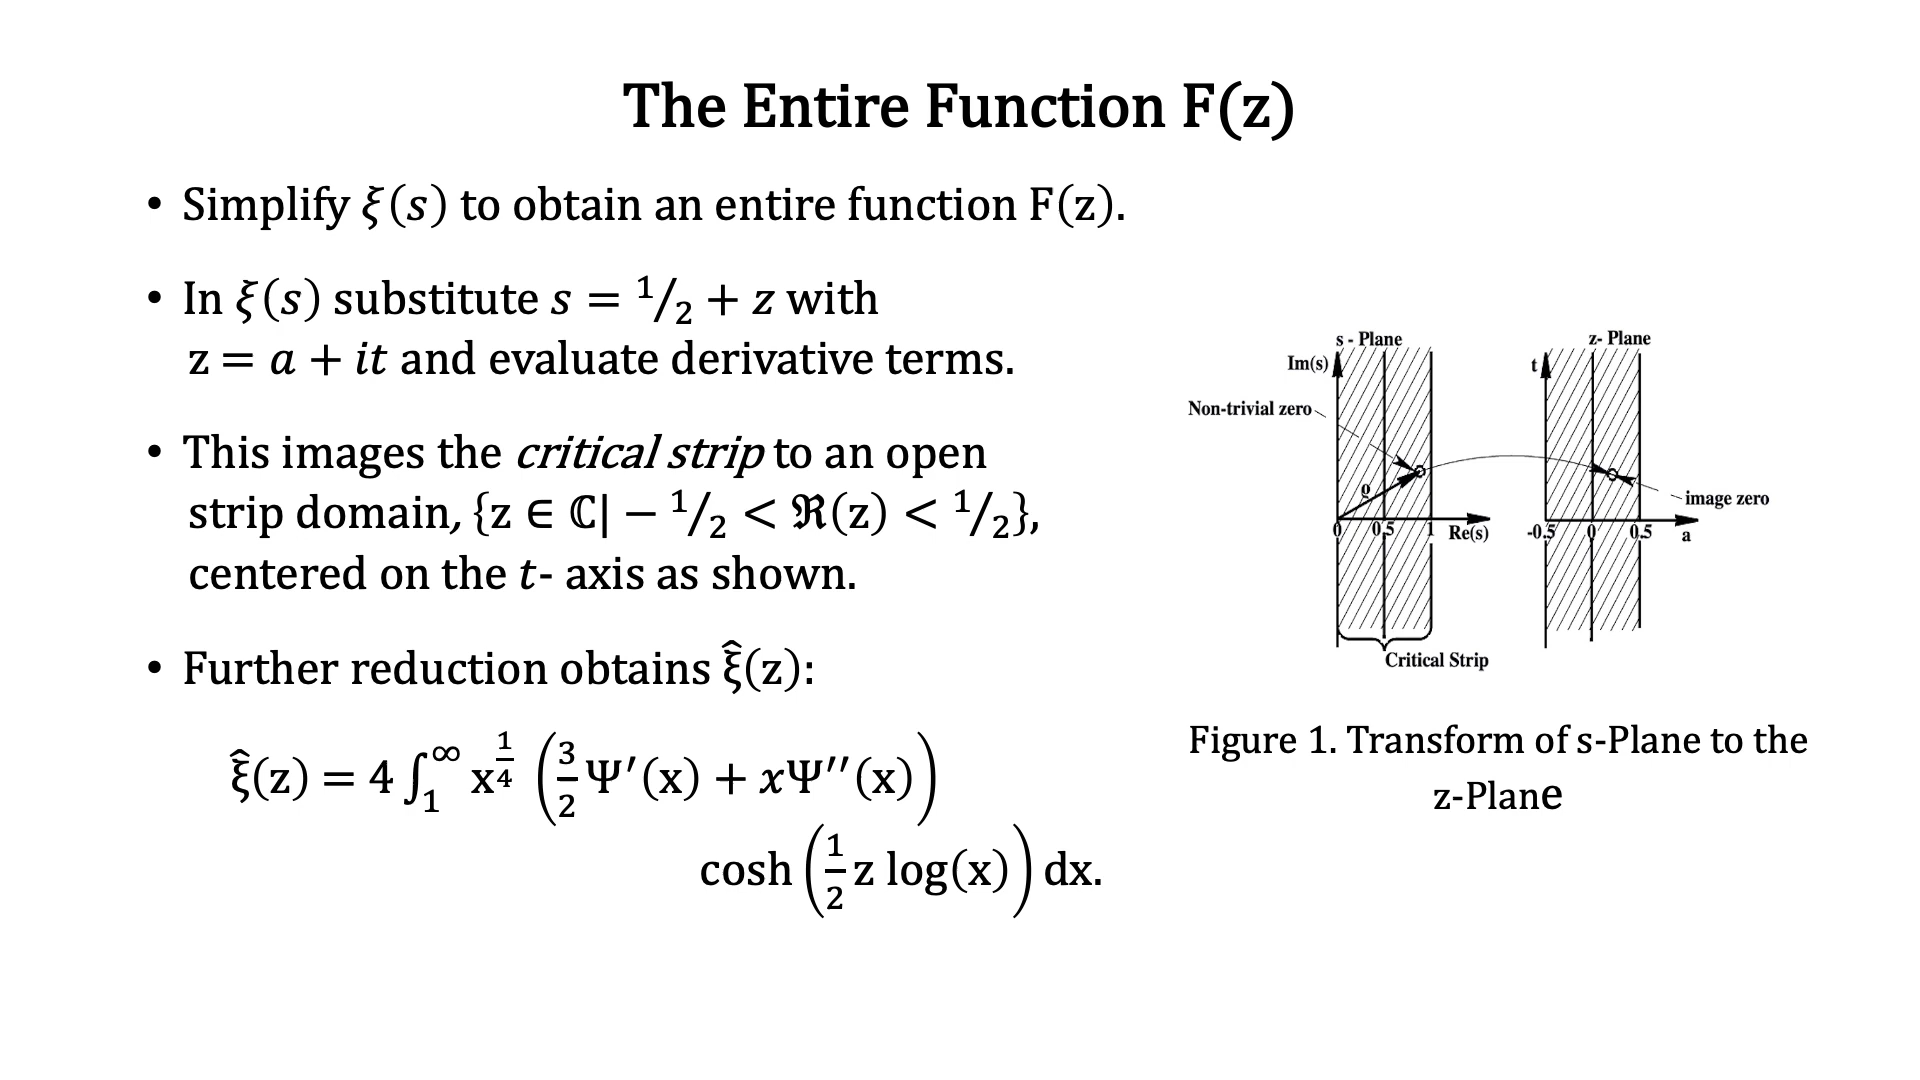 The Entire Function F(z)
• Simplify ξ(s) to obtain an entire function F(z).
• In ξ(s) substitute s = 1/2 + z with
z = a + it and evaluate derivative terms.
• This images the critical strip to an open
strip domain, {z ∈ ℂ| − 1/2 < ℜ(z) < 1/2},
centered on the t- axis as shown.
• Further reduction obtains ξ̂(z):
ξ̂(z) = 4 ∫₁^∞ x^(1/4) (3/2 Ψ′(x) + xΨ′′(x))
cosh (1/2 z log(x)) dx.
s - Plane
z- Plane
Im(s)
t
Non-trivial zero
ϱ
image zero
0 0.5 1 Re(s)
-0.5 0 0.5 a
Critical Strip
Figure 1. Transform of s-Plane to the
z-Plane